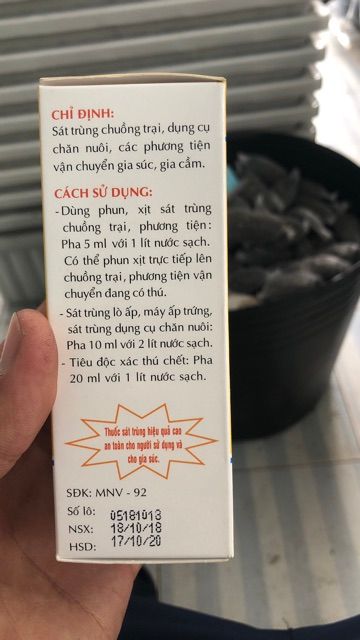 CHỈ ĐỊNH:
Sát trùng chuồng trại, dụng cụ
chăn nuôi, các phương tiện
vận chuyển gia súc, gia cầm.
CÁCH SỬ DỤNG:
-Dùng phun, xịt sát trùng
chuồng trại, phương tiện:
Pha 5 ml với 1 lít nước sạch.
Có thể phun xịt trực tiếp lên
chuồng trại, phương tiện vận
chuyển đang có thú.
- Sát trùng lò ấp, máy ấp trứng,
sát trùng dụng cụ chăn nuôi:
Pha 10 ml với 2 lít nước sạch.
- Tiêu độc xác thú chết: Pha
20 ml với 1 lít nước sạch.
Thuốc sát trùng hiệu quả cao
an toàn cho người sử dụng và
cho gia súc.
SĐK: MNV - 92
Số lô: 05181018
NSX: 18/10/18
HSD: 17/10/20